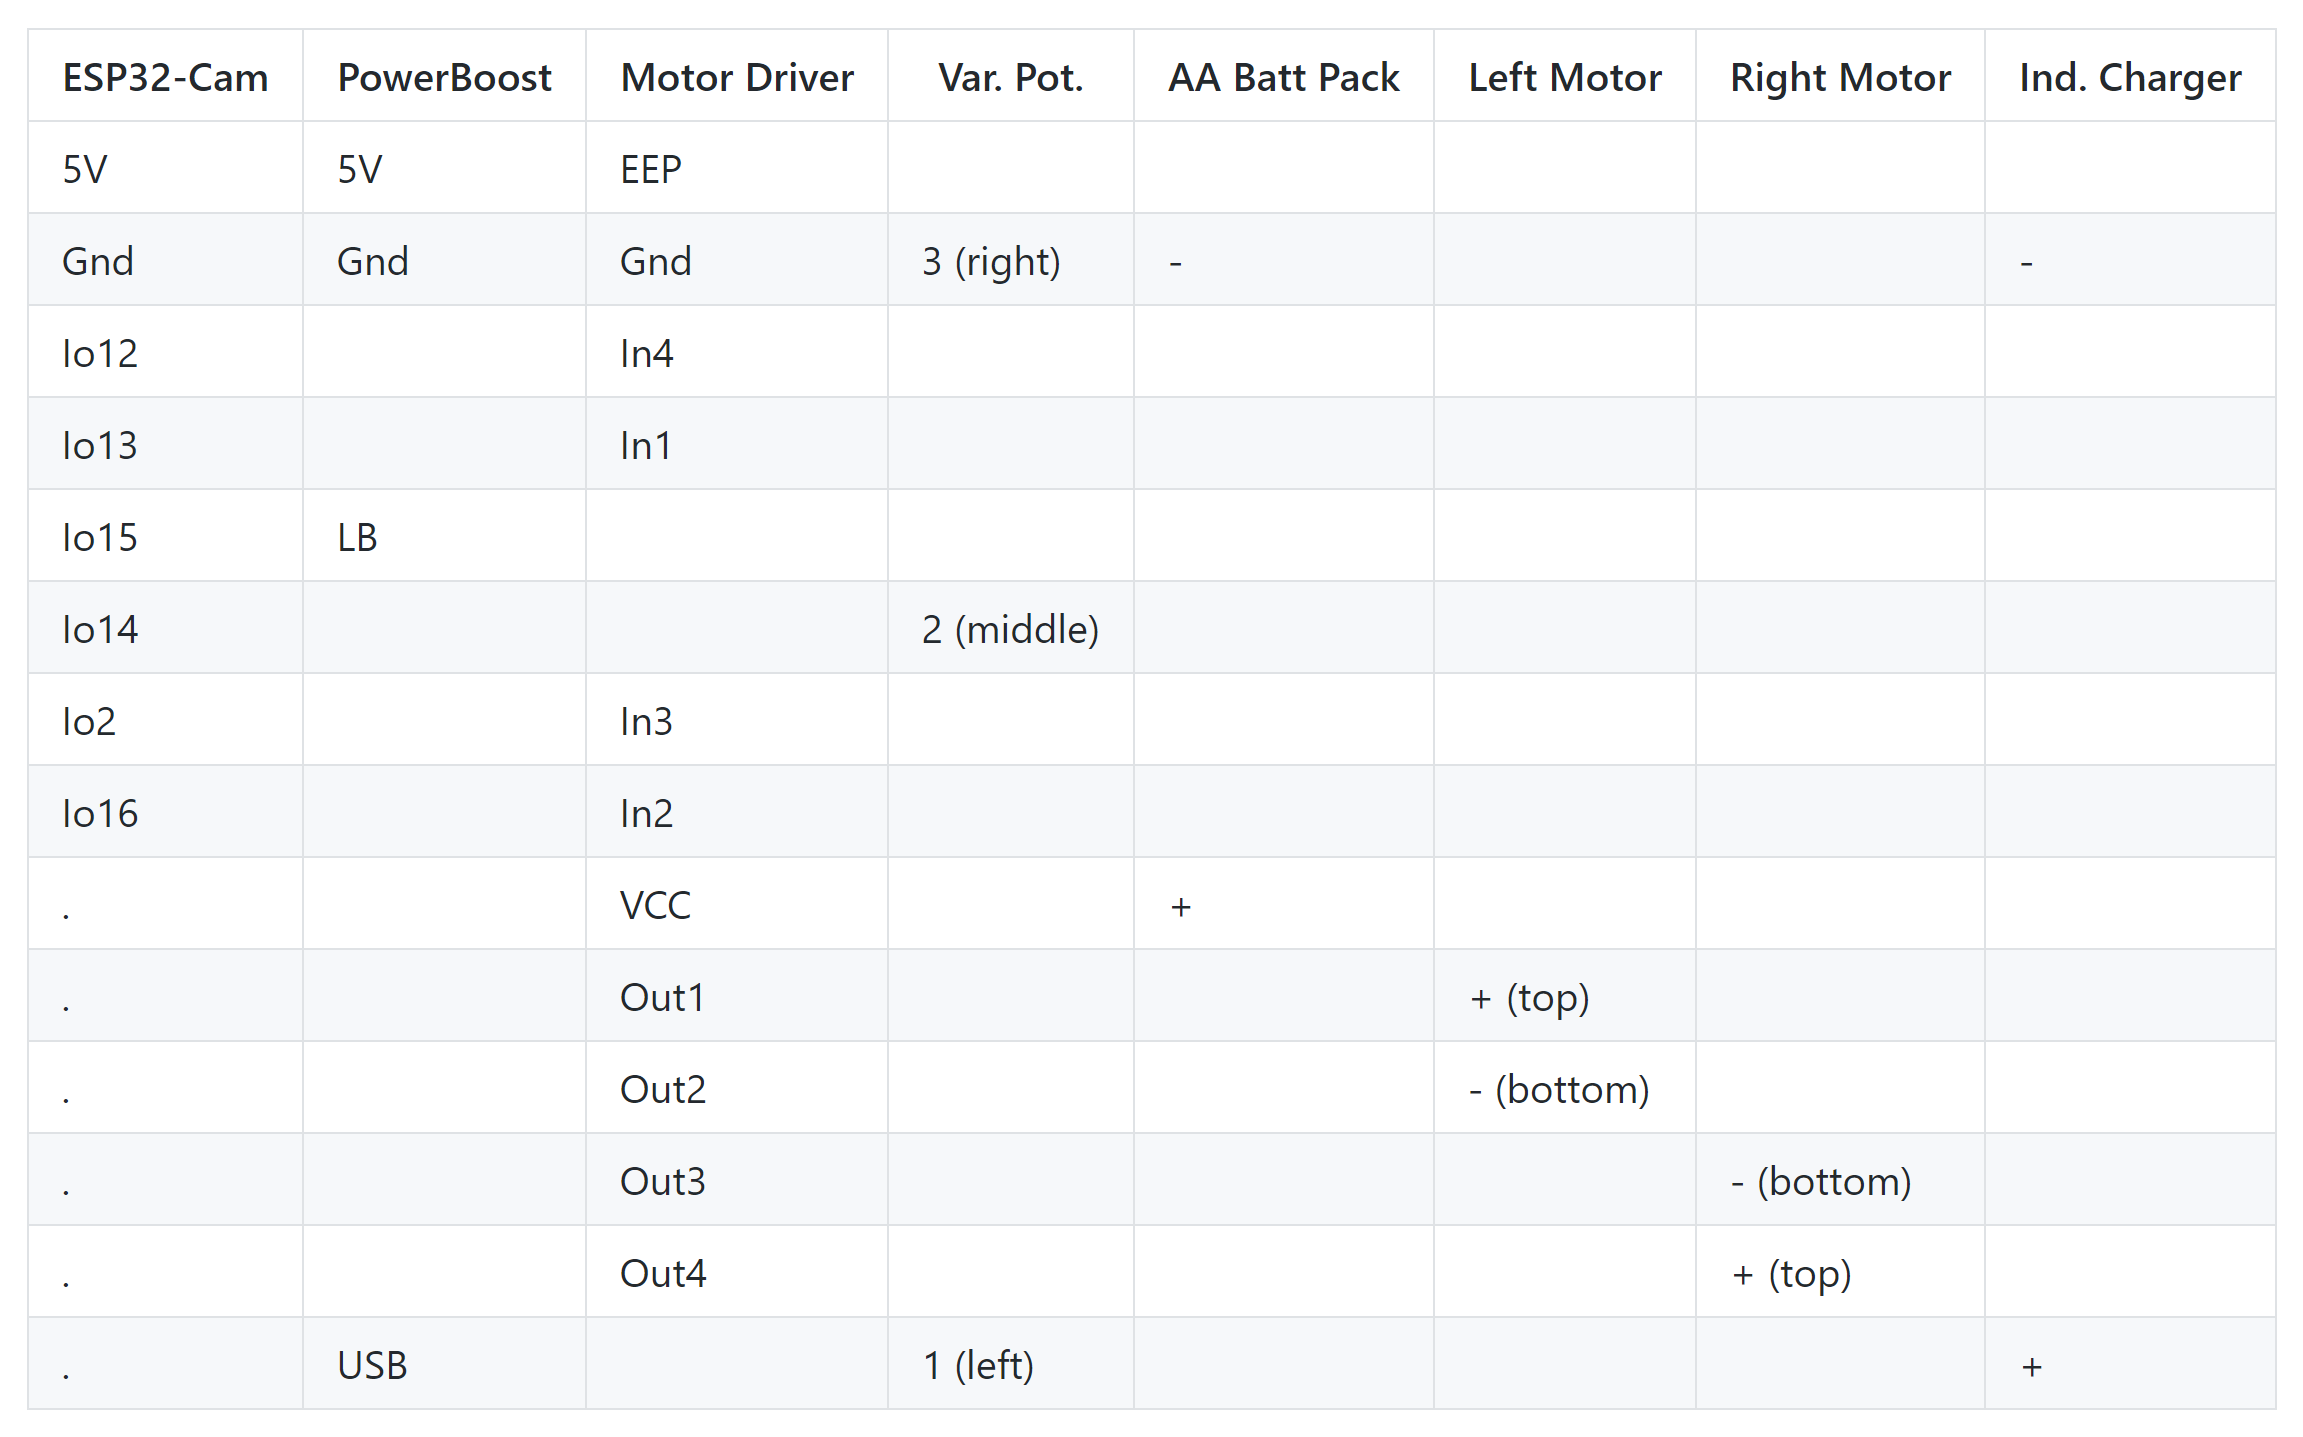 ESP32-Cam PowerBoost Motor Driver Var. Pot. AA Batt Pack Left Motor Right Motor Ind. Charger
5V 5V EEP
Gnd Gnd Gnd 3 (right) - -
Io12 In4
Io13 In1
Io15 LB
Io14 2 (middle)
Io2 In3
Io16 In2
. VCC +
. Out1 + (top)
. Out2 - (bottom)
. Out3 - (bottom)
. Out4 + (top)
. USB 1 (left) +